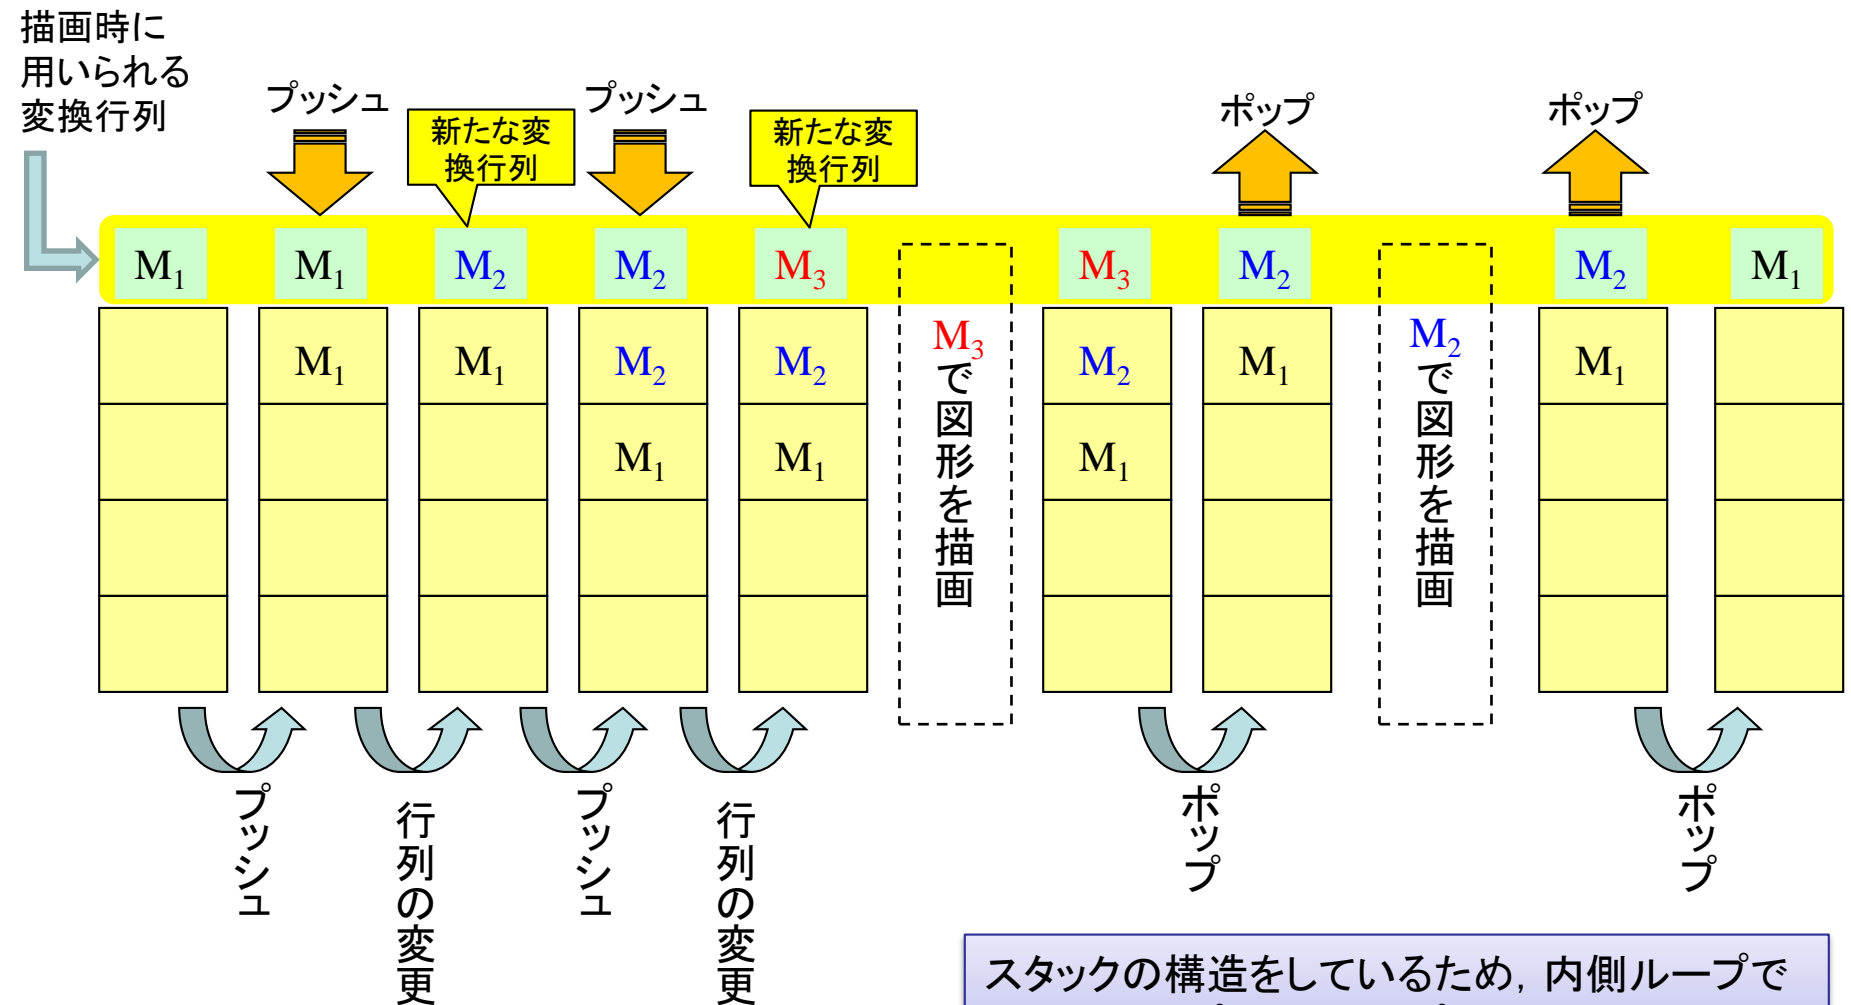 描画時に
用いられる
変換行列
プッシュ
プッシュ
ポップ
ポップ
新たな変
換行列
新たな変
換行列
M1 M1 M2 M2 M3 M3 M2 M2 M1
M1 M1 M2 M2 M2 M1 M1
M1 M1 M1
M3で図形を描画
M2で図形を描画
プッシュ
行列の変更
プッシュ
行列の変更
ポップ
ポップ
スタックの構造をしているため，内側ループで